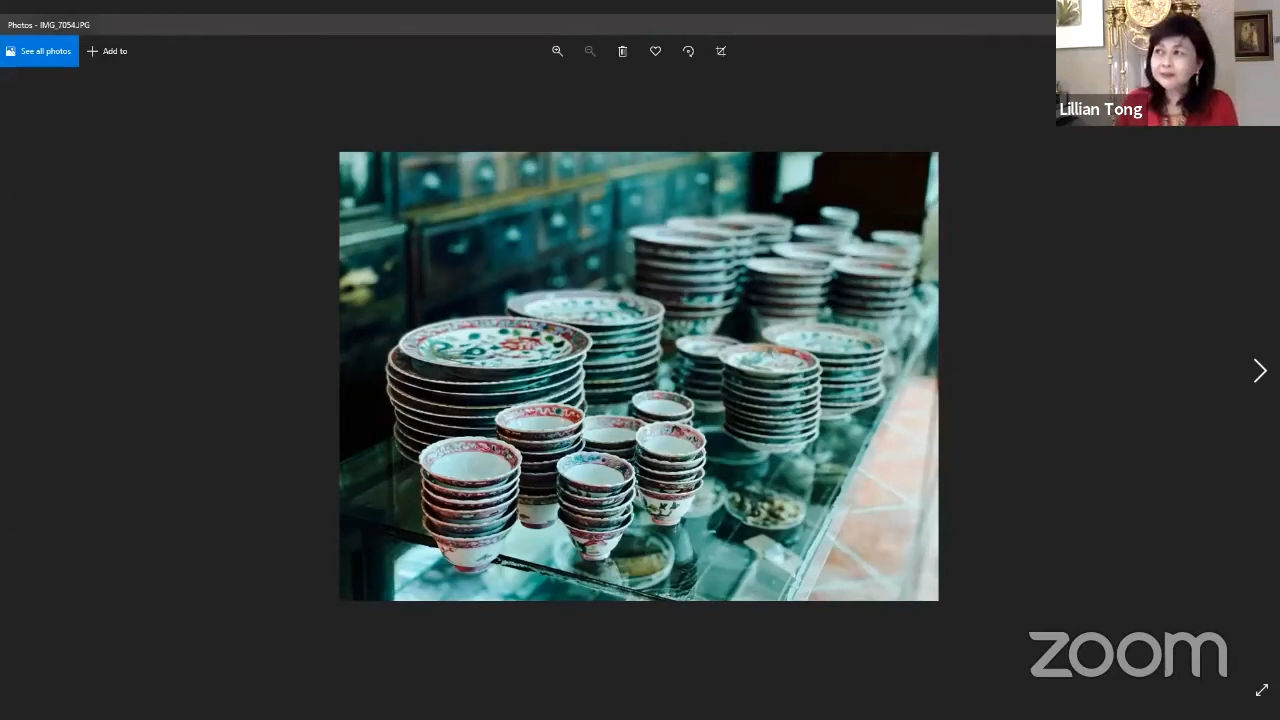 Photos - IMG_7054.JPG
See all photos
Add to
Lillian Tong
zoom